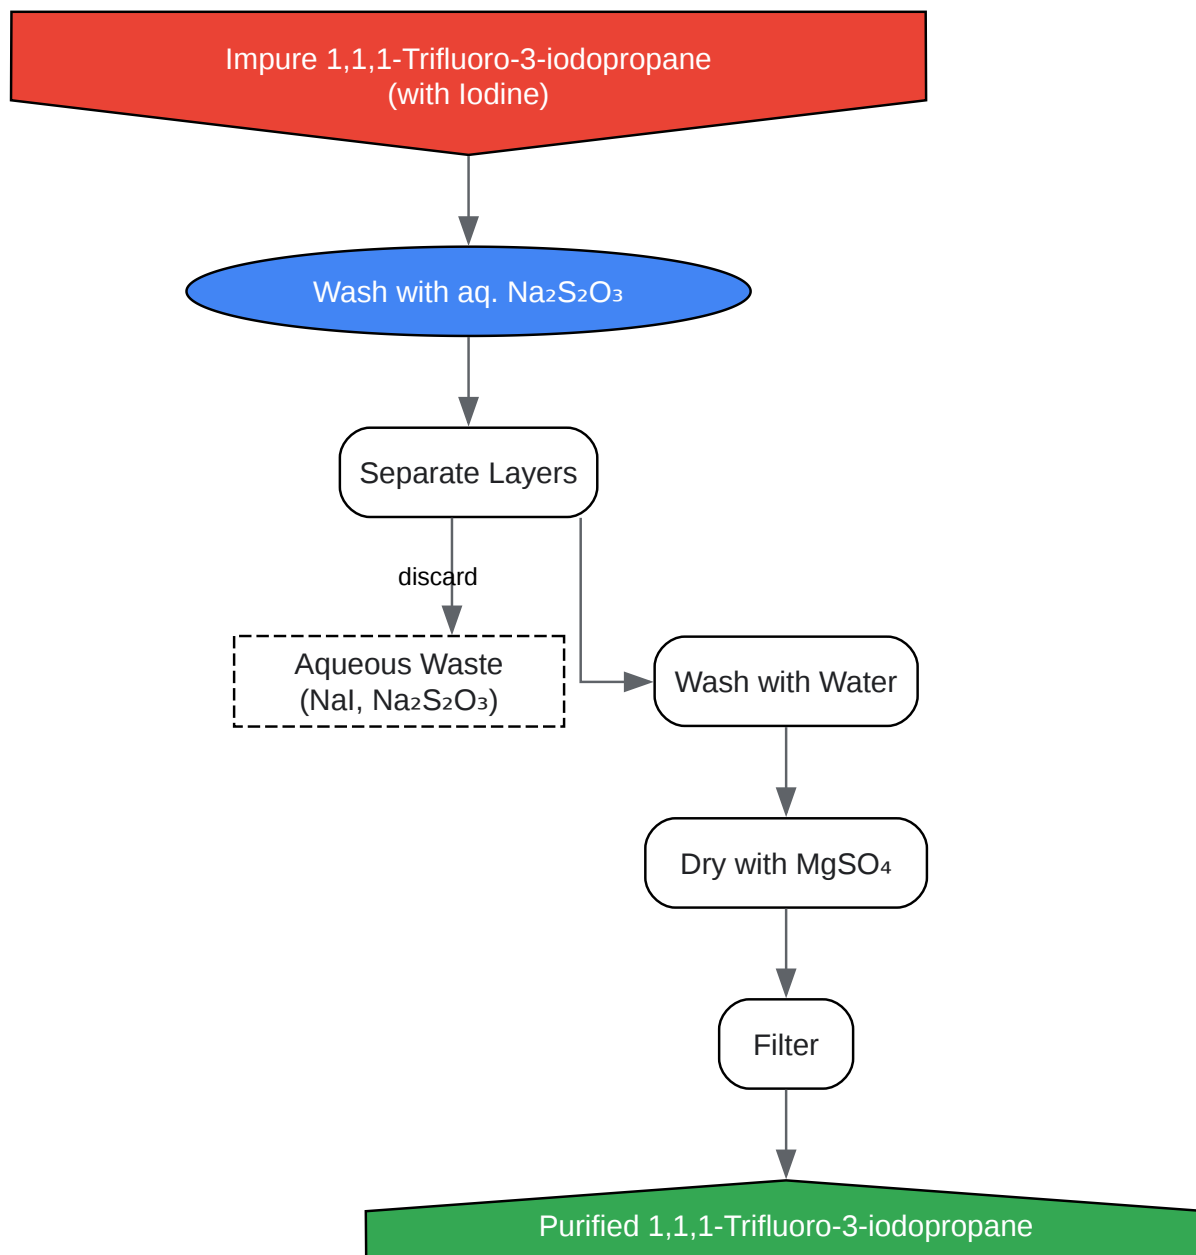 Impure 1,1,1-Trifluoro-3-iodopropane
(with Iodine)
Wash with aq. Na₂S₂O₃
Separate Layers
discard
Aqueous Waste
(NaI, Na₂S₂O₃)
Wash with Water
Dry with MgSO₄
Filter
Purified 1,1,1-Trifluoro-3-iodopropane